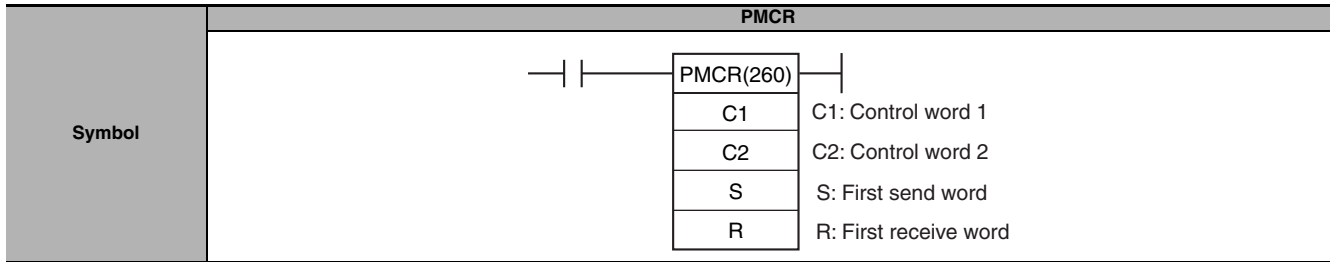 PMCR
Symbol
PMCR(260)
C1 C1: Control word 1
C2 C2: Control word 2
S S: First send word
R R: First receive word